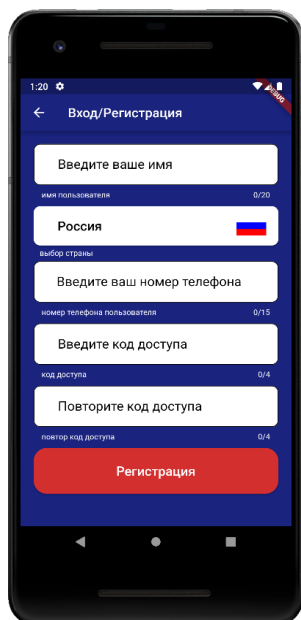 1:20
DEBUG
Вход/Регистрация
Введите ваше имя
имя пользователя 0/20
Россия
выбор страны
Введите ваш номер телефона
номер телефона пользователя 0/15
Введите код доступа
код доступа 0/4
Повторите код доступа
повтор код доступа 0/4
Регистрация